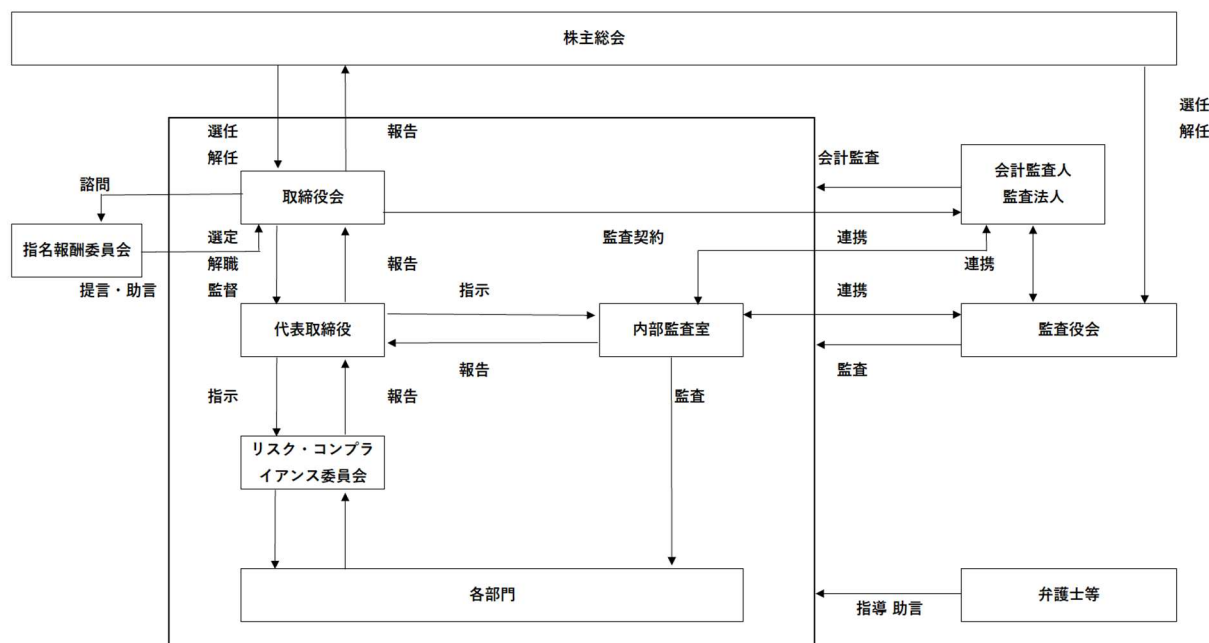 株主総会
選任
解任
報告
選任
解任
会計監査
会計監査人
監査法人
諮問
取締役会
指名報酬委員会
選定
解職
監督
提言・助言
報告
監査契約
連携
連携
指示
連携
代表取締役
内部監査室
監査役会
報告
監査
指示
報告
監査
リスク・コンプラ
イアンス委員会
各部門
弁護士等
指導 助言